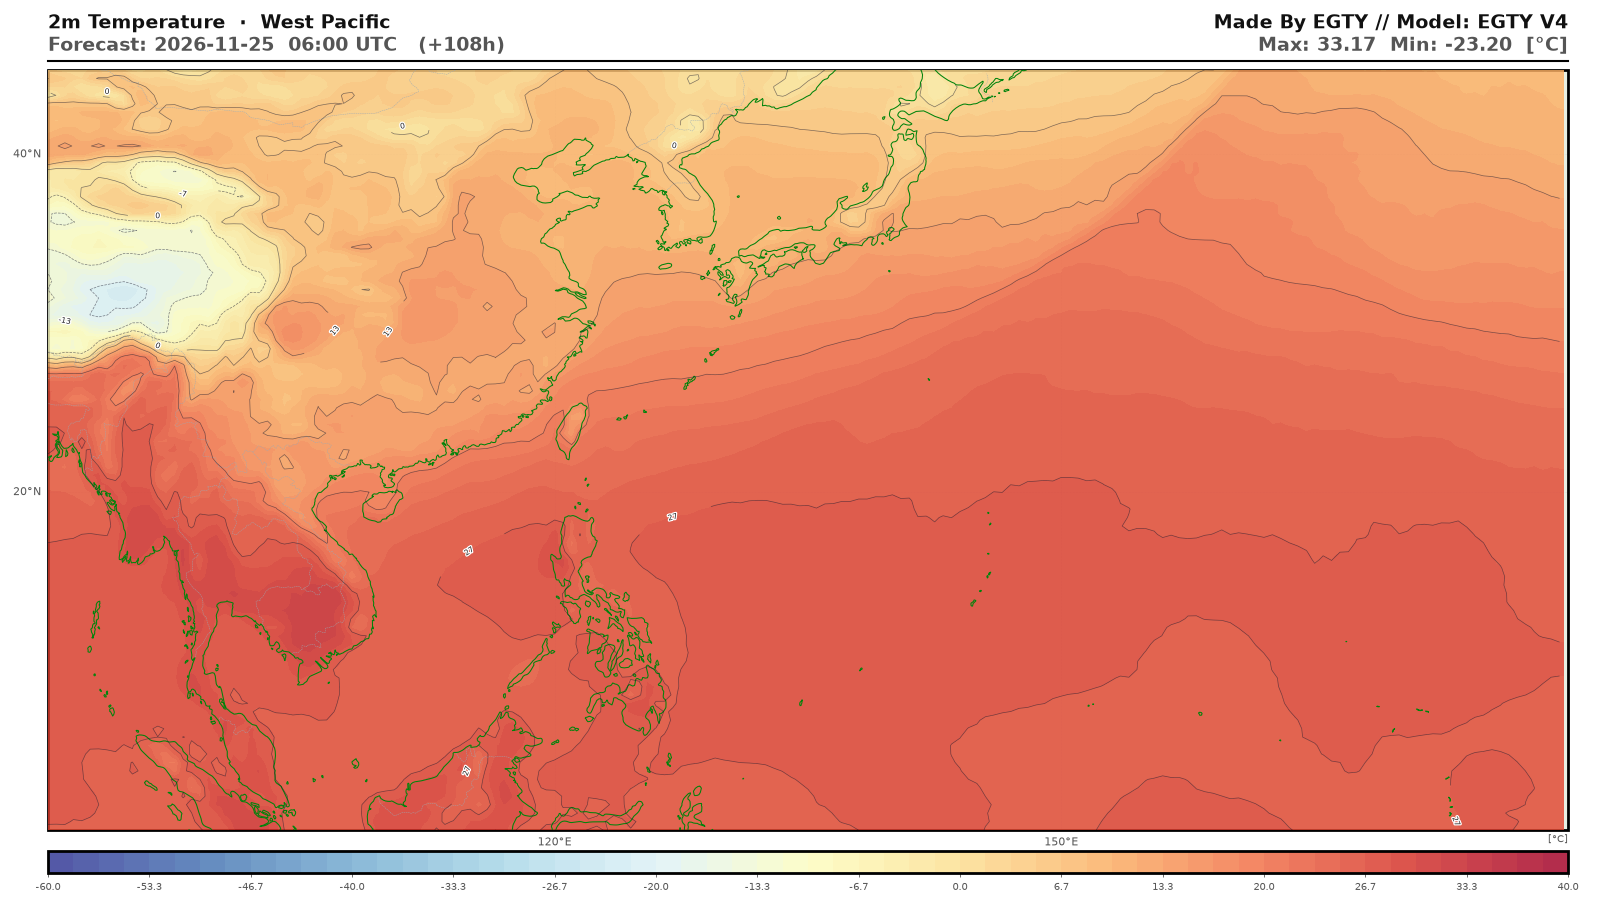 2m Temperature · West Pacific
Made By EGTY // Model: EGTY V4
Forecast: 2026-11-25 06:00 UTC (+108h)
Max: 33.17 Min: -23.20 [°C]
0
0
0
40°N
-7
0
-13
13
13
0
20°N
27
27
27
27
120°E
150°E
[°C]
-60.0 -53.3 -46.7 -40.0 -33.3 -26.7 -20.0 -13.3 -6.7 0.0 6.7 13.3 20.0 26.7 33.3 40.0